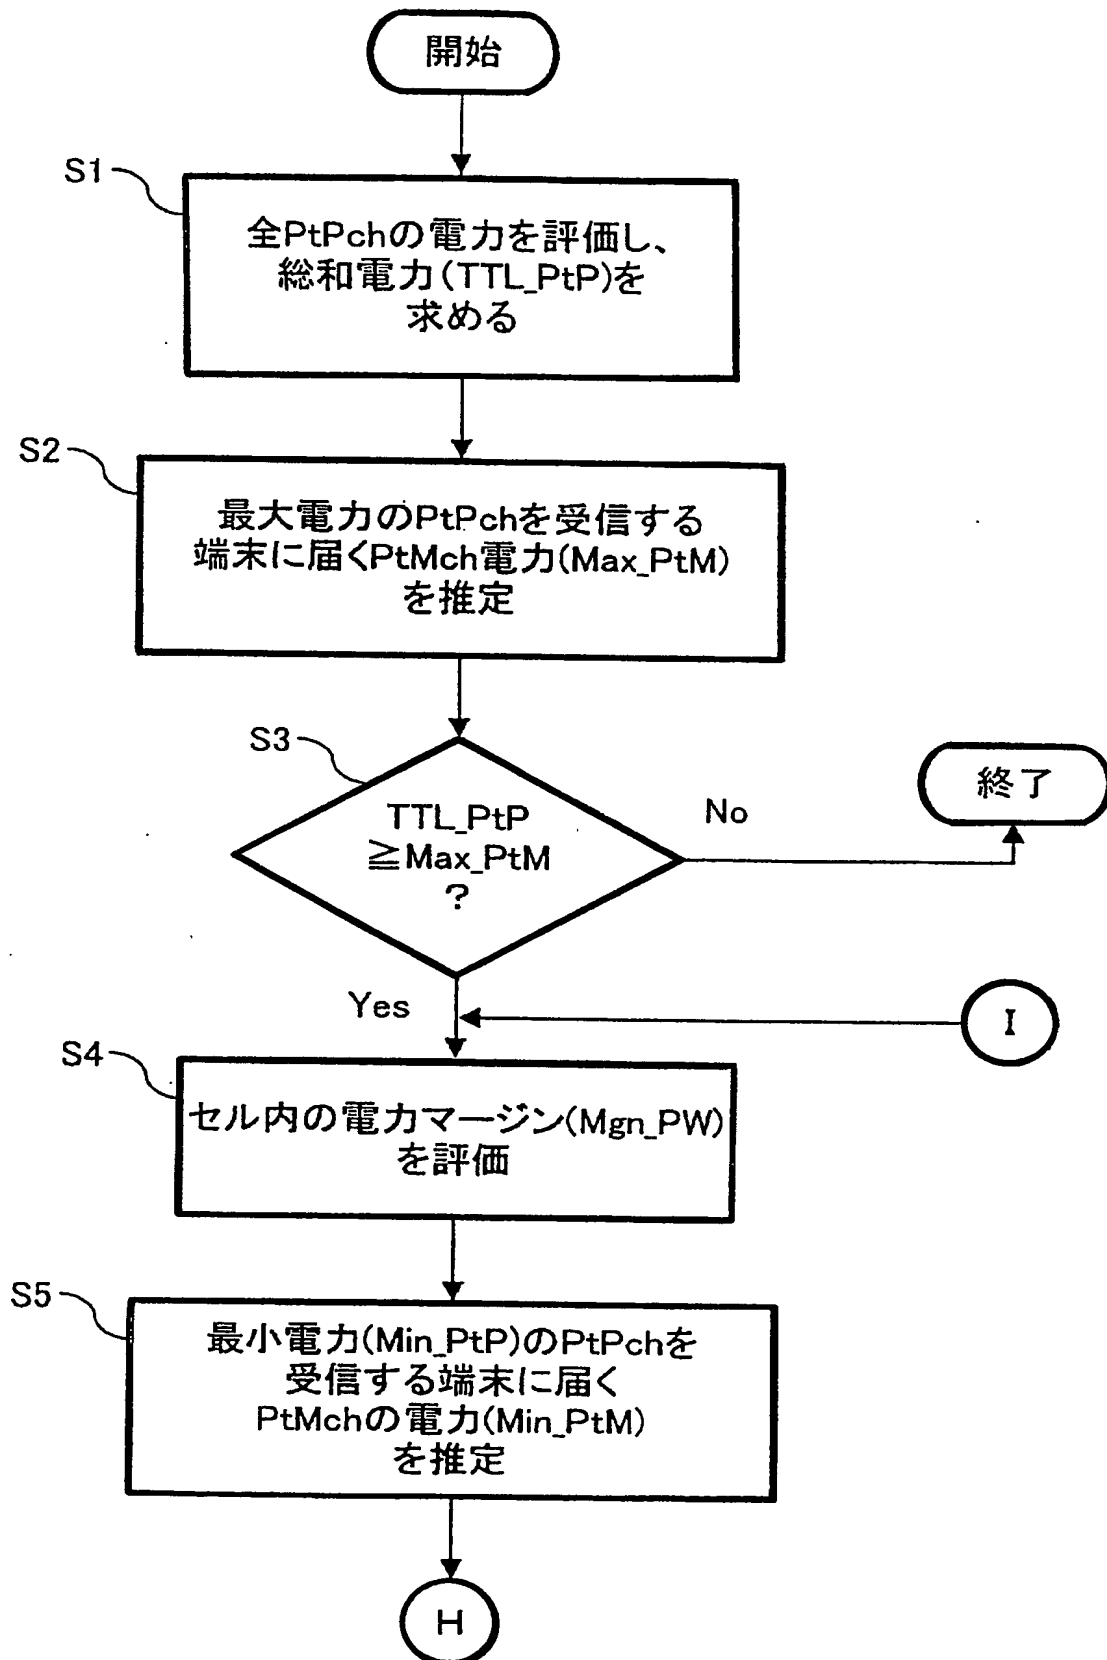 開始
S1
全PtPchの電力を評価し、
総和電力(TTL_PtP)を
求める
S2
最大電力のPtPchを受信する
端末に届くPtMch電力(Max_PtM)
を推定
S3
TTL_PtP
≧Max_PtM
?
No
終了
Yes
I
S4
セル内の電力マージン(Mgn_PW)
を評価
S5
最小電力(Min_PtP)のPtPchを
受信する端末に届く
PtMchの電力(Min_PtM)
を推定
H